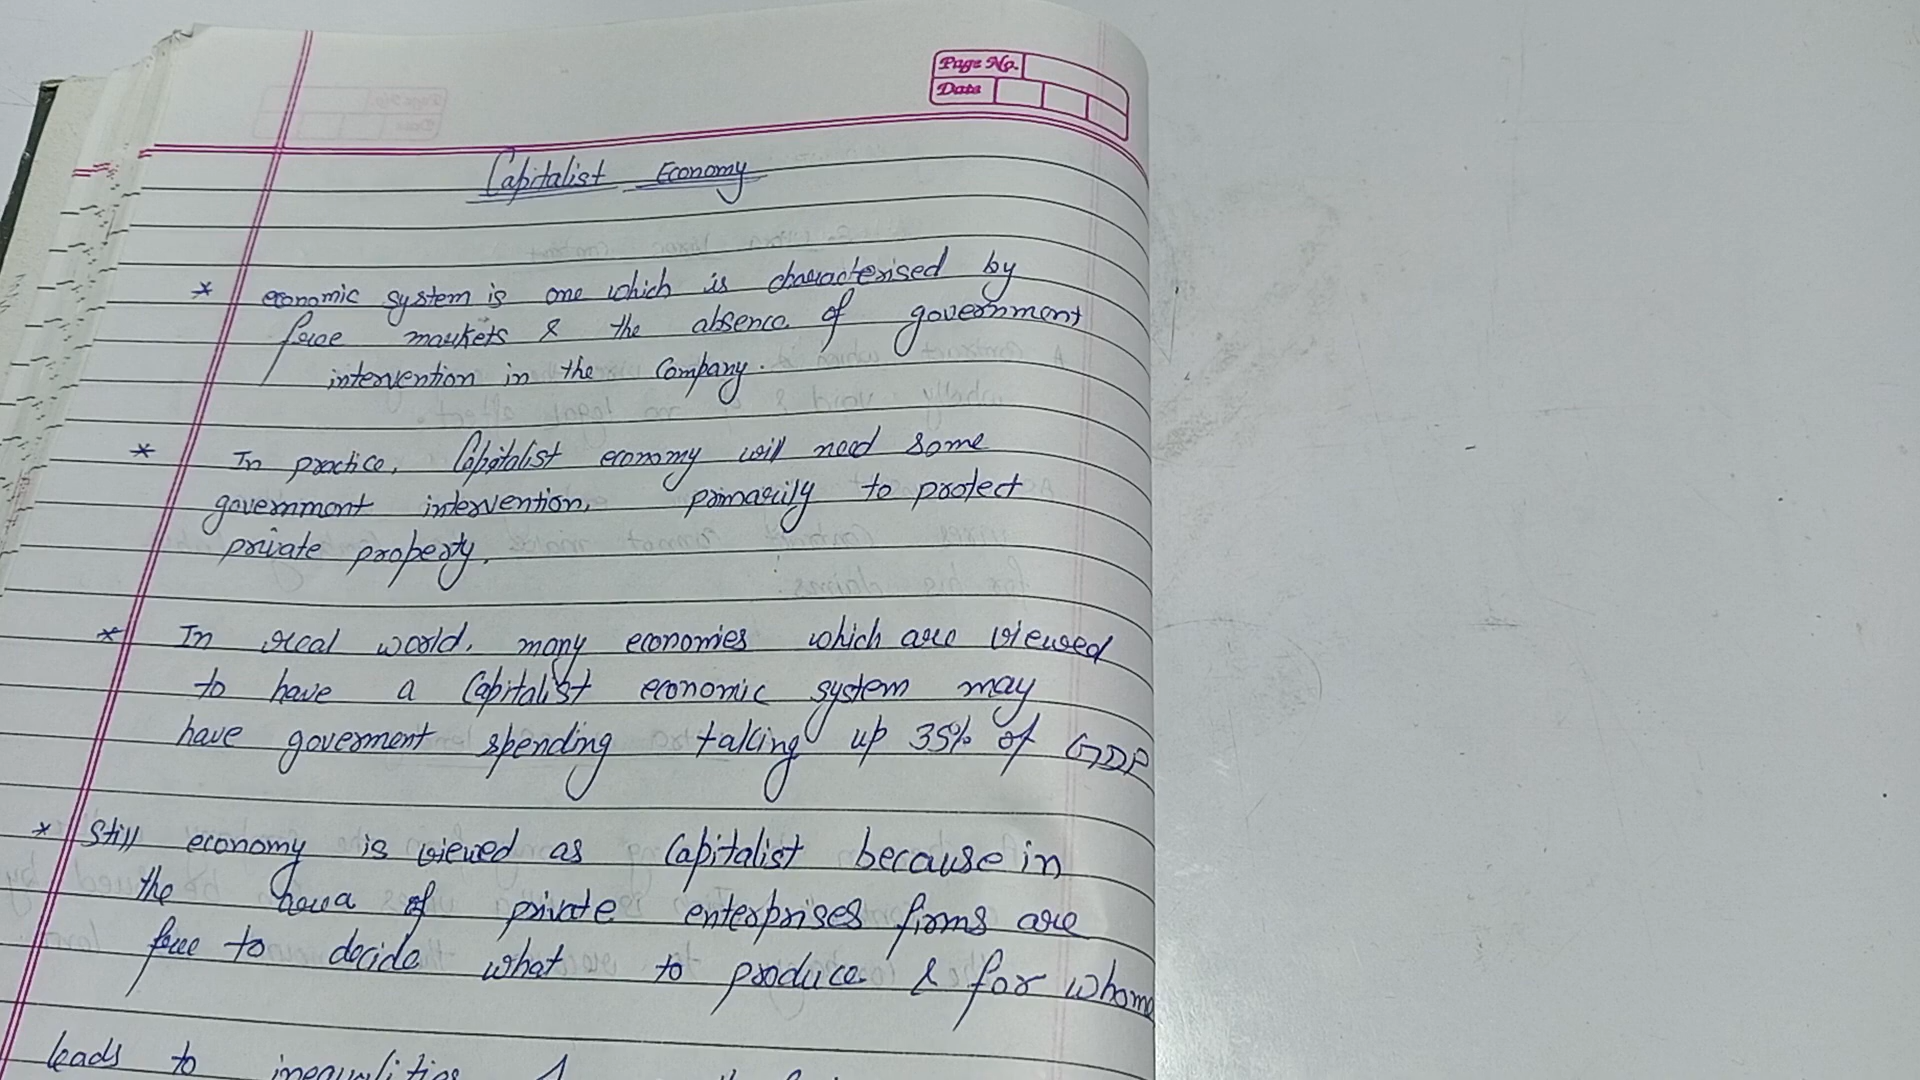 Page No.
Date
Capitalist Economy
* economic system is one which is characterised by
free markets & the absence of government
intervention in the Company.
* In practice, Capitalist economy will need some
government intervention, primarily to protect
private property.
* In real world, many economies which are viewed
to have a Capitalist economic system may
have goverment spending taking up 35% of GDP
* Still economy is viewed as Capitalist because in
the of private enterprises firms are
free to decide what to produce & for whom
leads to inequalities